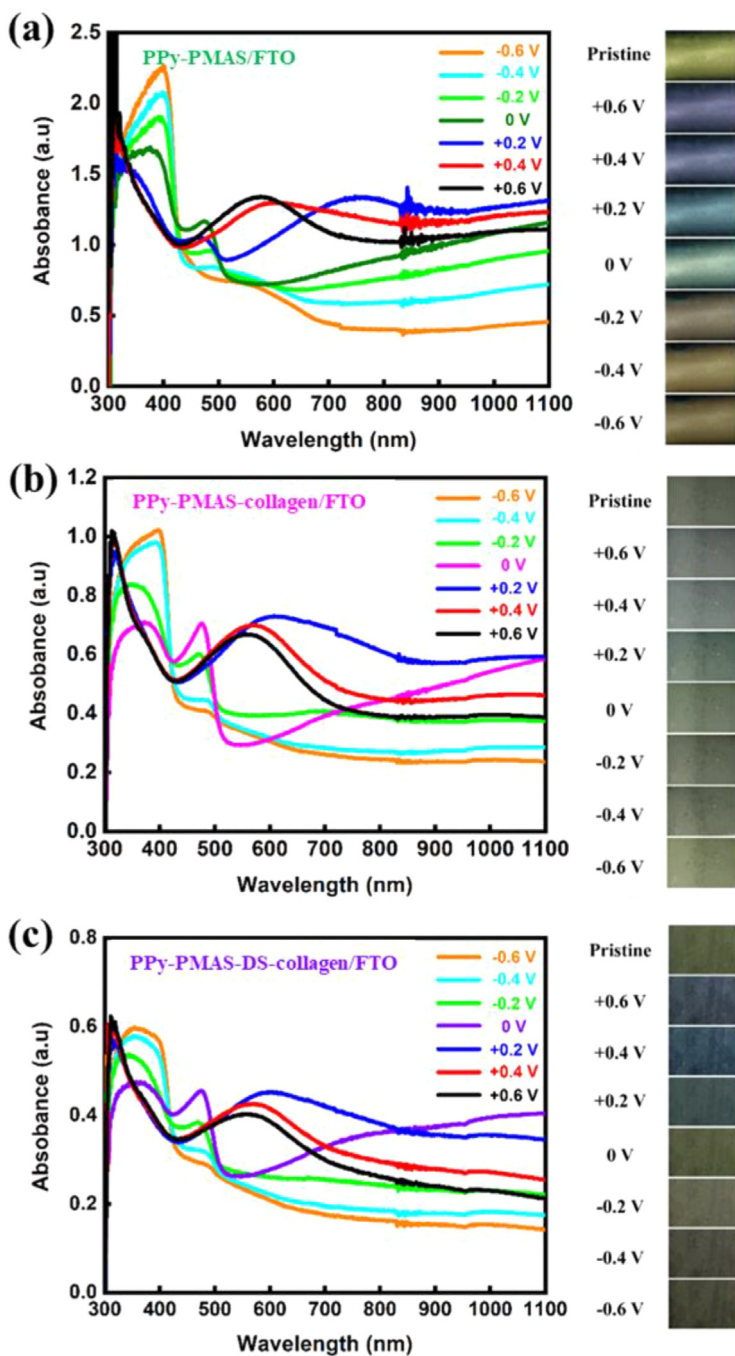 (a)
PPy-PMAS/FTO
-0.6 V
-0.4 V
-0.2 V
0 V
+0.2 V
+0.4 V
+0.6 V
Absobance (a.u)
2.5
2.0
1.5
1.0
0.5
0.0
300 400 500 600 700 800 900 1000 1100
Wavelength (nm)
Pristine
+0.6 V
+0.4 V
+0.2 V
0 V
-0.2 V
-0.4 V
-0.6 V
(b)
PPy-PMAS-collagen/FTO
-0.6 V
-0.4 V
-0.2 V
0 V
+0.2 V
+0.4 V
+0.6 V
Absobance (a.u)
1.2
1.0
0.8
0.6
0.4
0.2
0.0
300 400 500 600 700 800 900 1000 1100
Wavelength (nm)
Pristine
+0.6 V
+0.4 V
+0.2 V
0 V
-0.2 V
-0.4 V
-0.6 V
(c)
PPy-PMAS-DS-collagen/FTO
-0.6 V
-0.4 V
-0.2 V
0 V
+0.2 V
+0.4 V
+0.6 V
Absobance (a.u)
0.8
0.6
0.4
0.2
0.0
300 400 500 600 700 800 900 1000 1100
Wavelength (nm)
Pristine
+0.6 V
+0.4 V
+0.2 V
0 V
-0.2 V
-0.4 V
-0.6 V